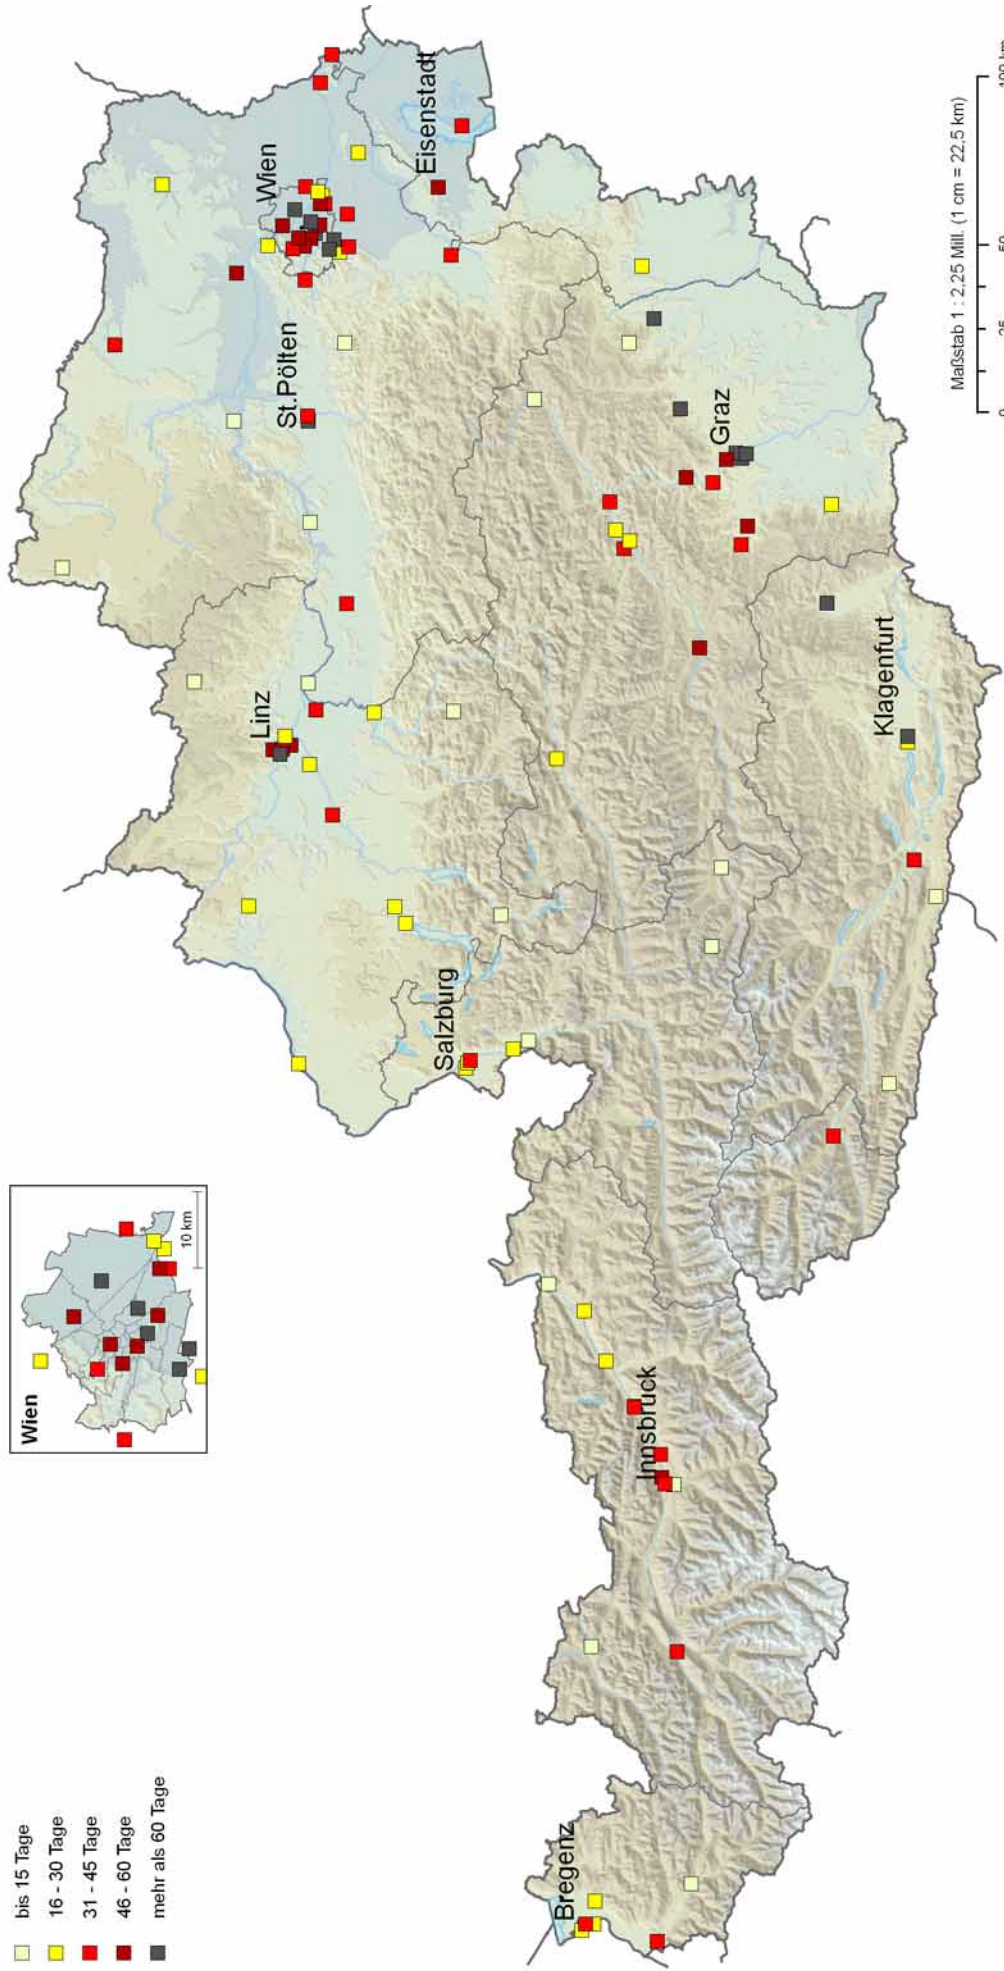 bis 15 Tage
16 - 30 Tage
31 - 45 Tage
46 - 60 Tage
mehr als 60 Tage
Wien
10 km
Bregenz
Innsbruck
Salzburg
Linz
St.Pölten
Wien
Eisenstadt
Graz
Klagenfurt
Maßstab 1 : 2,25 Mill. (1 cm = 22,5 km)
0 25 50 100 km